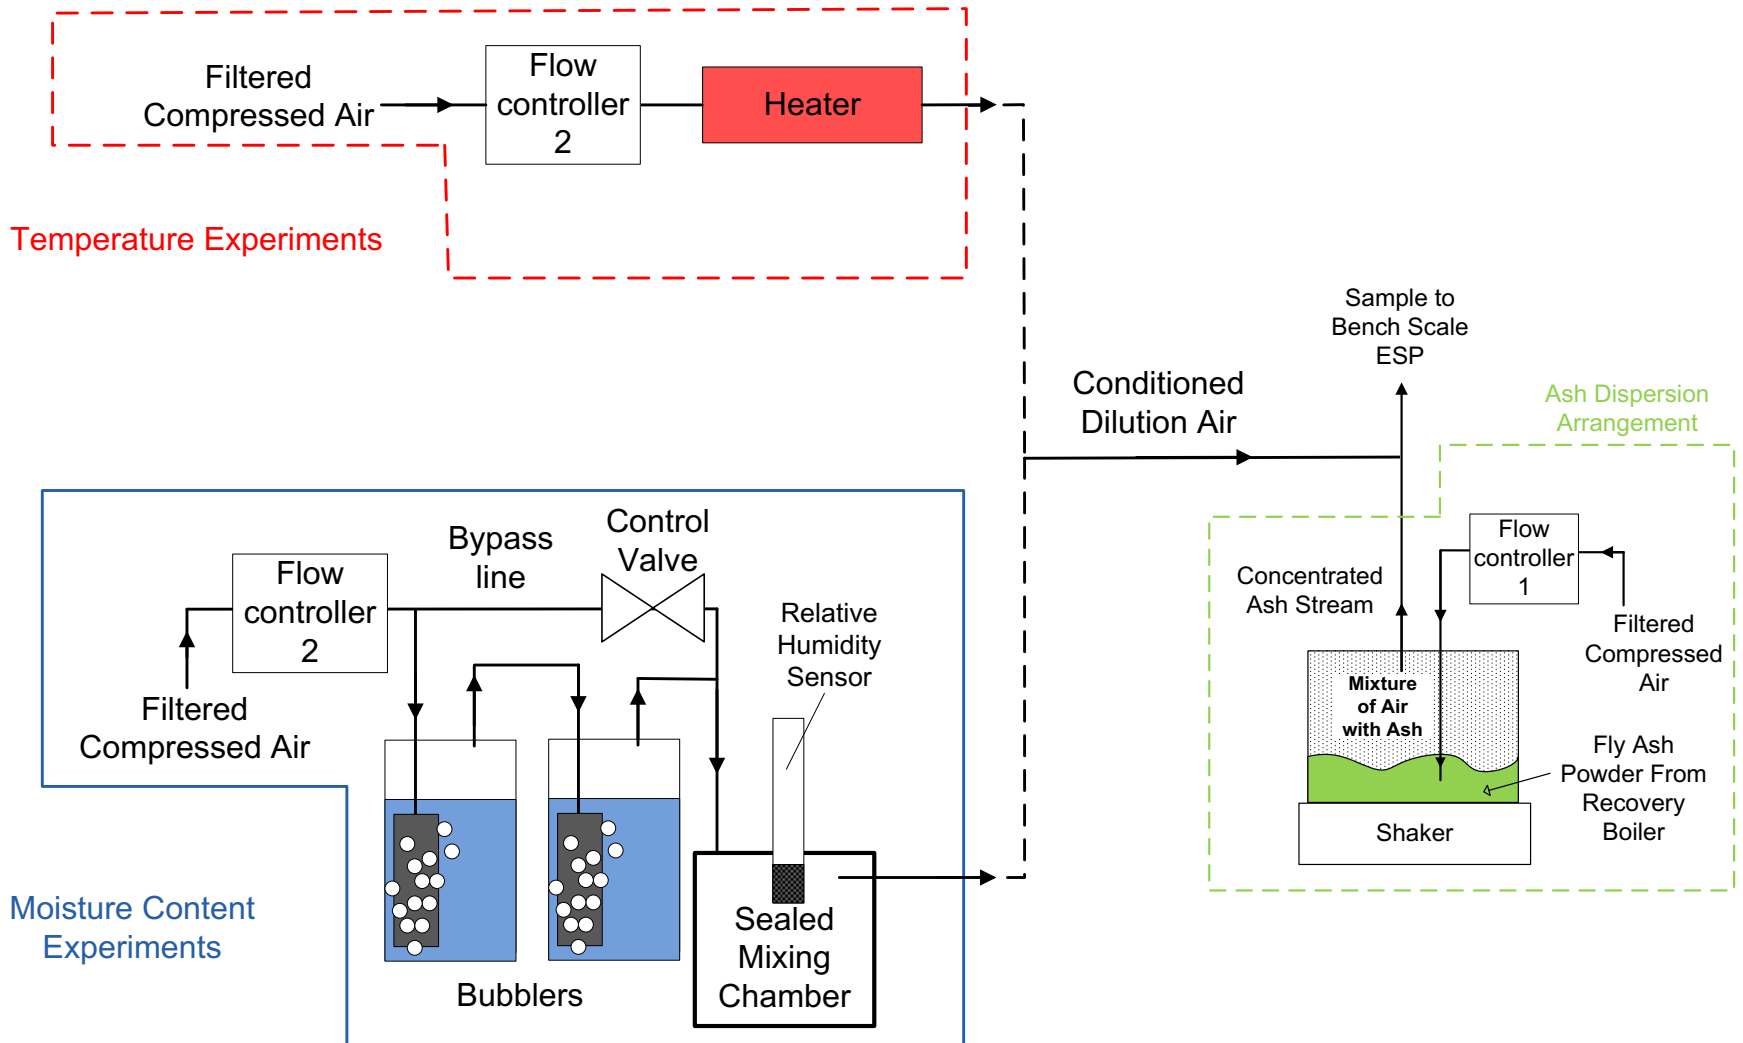 Filtered
Compressed Air
Flow
controller
2
Heater
Temperature Experiments
Sample to
Bench Scale
ESP
Conditioned
Dilution Air
Ash Dispersion
Arrangement
Control
Valve
Bypass
line
Flow
controller
2
Relative
Humidity
Sensor
Filtered
Compressed Air
Flow
controller
1
Concentrated
Ash Stream
Filtered
Compressed
Air
Mixture
of Air
with Ash
Fly Ash
Powder From
Recovery
Boiler
Shaker
Moisture Content
Experiments
Bubblers
Sealed
Mixing
Chamber